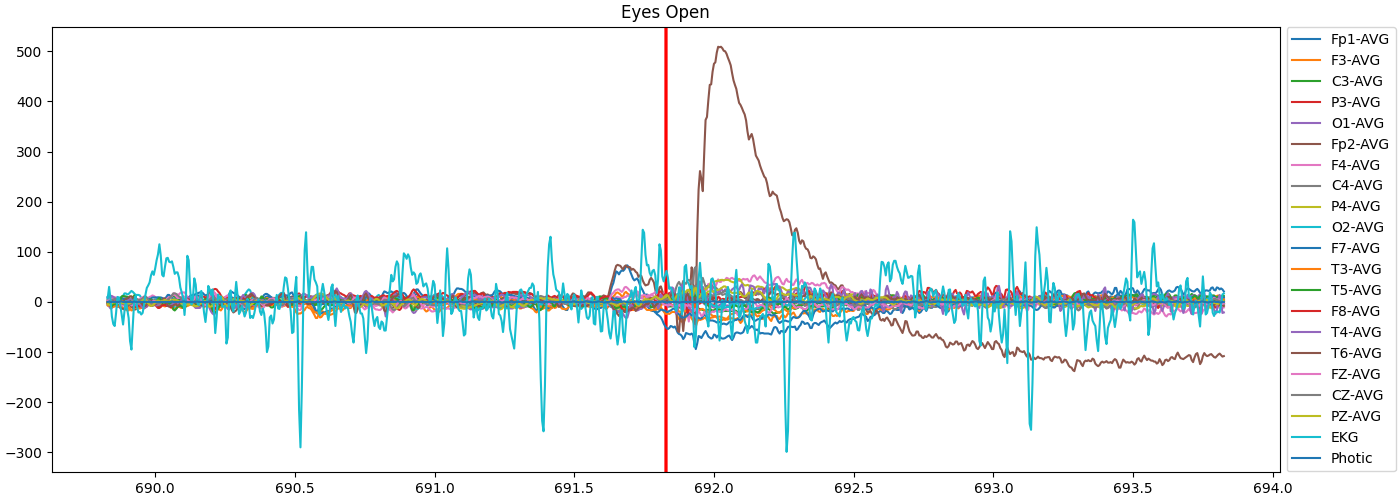 Eyes Open
500
400
300
200
100
0
−100
−200
−300
690.0 690.5 691.0 691.5 692.0 692.5 693.0 693.5 694.0
Fp1-AVG
F3-AVG
C3-AVG
P3-AVG
O1-AVG
Fp2-AVG
F4-AVG
C4-AVG
P4-AVG
O2-AVG
F7-AVG
T3-AVG
T5-AVG
F8-AVG
T4-AVG
T6-AVG
FZ-AVG
CZ-AVG
PZ-AVG
EKG
Photic